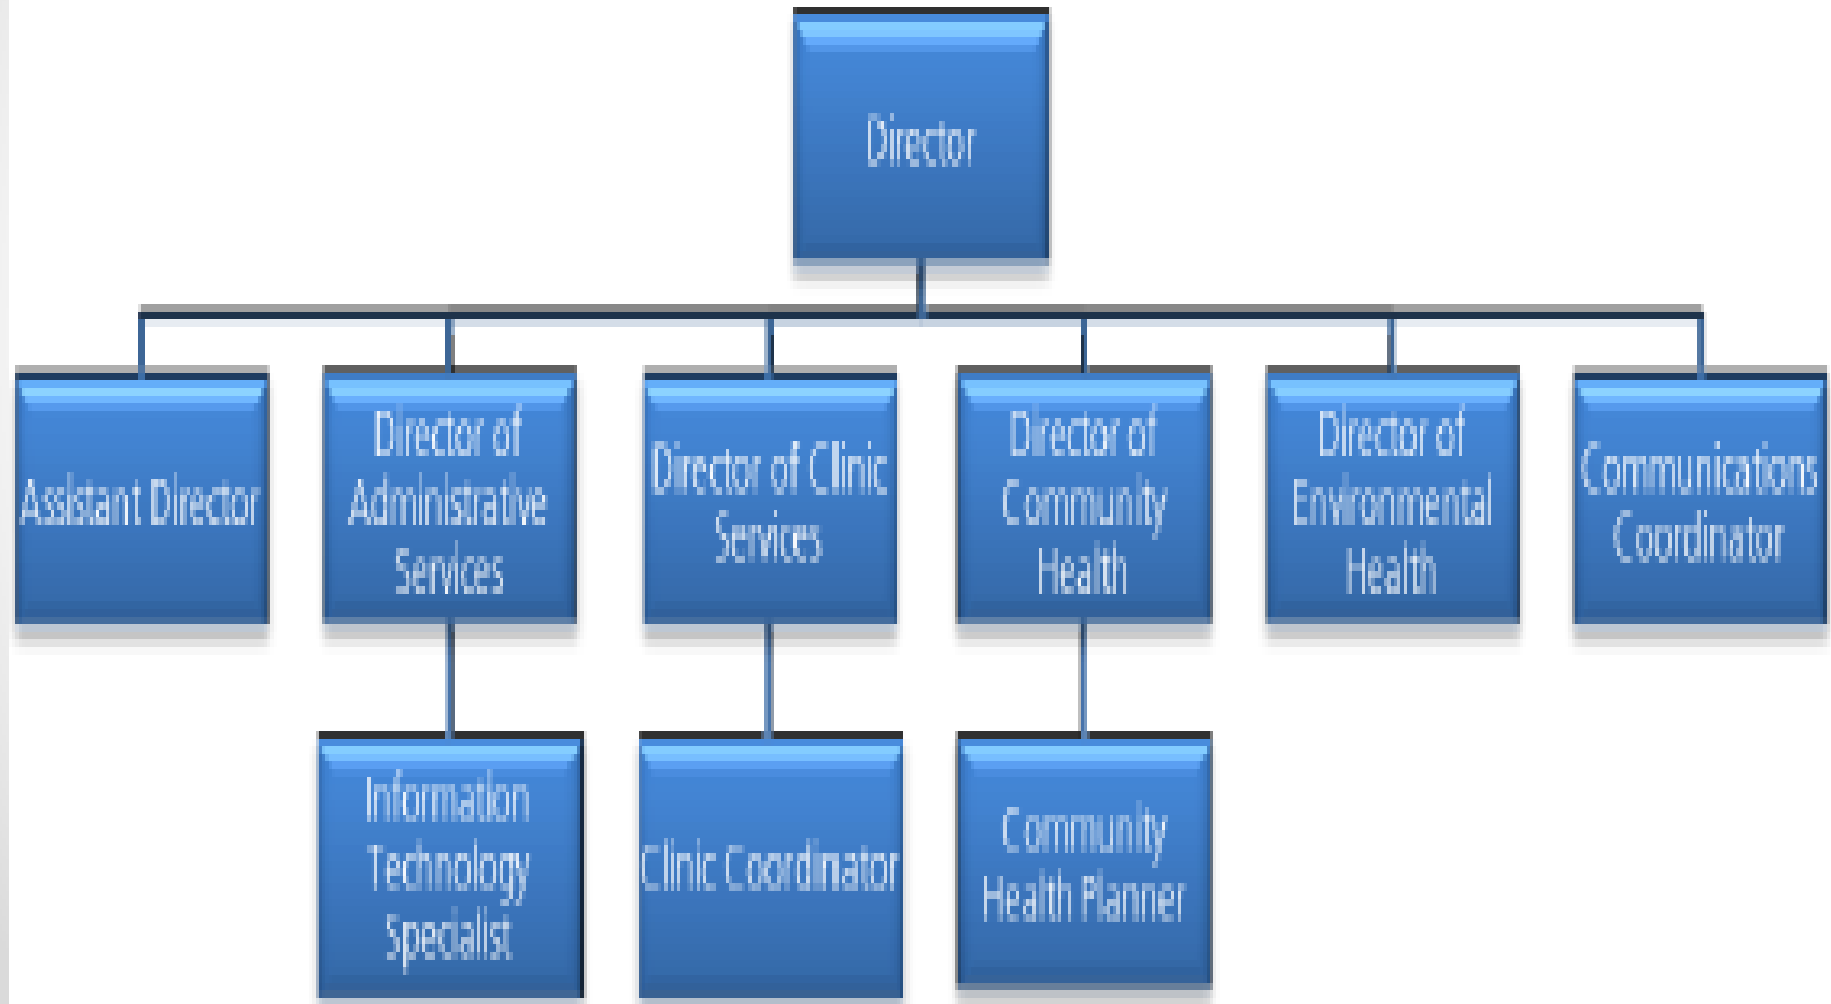 Director
Assistant Director
Director of
Administrative
Services
Director of Clinic
Services
Director of
Community
Health
Director of
Environmental
Health
Communications
Coordinator
Information
Technology
Specialist
Clinic Coordinator
Community
Health Planner